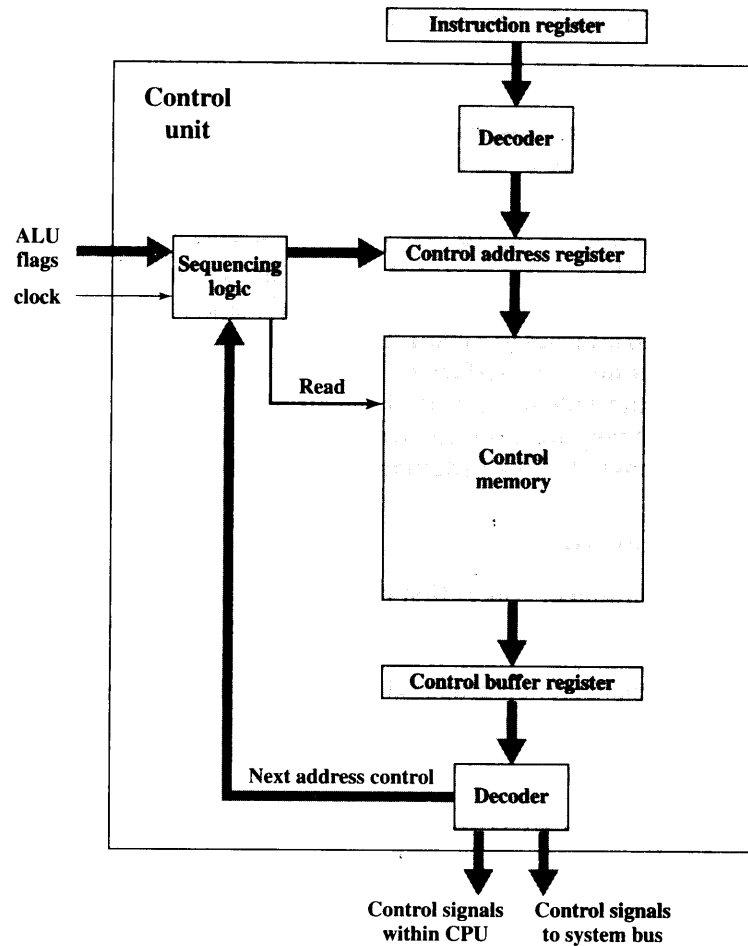 Instruction register
Control
unit
Decoder
ALU
flags
Sequencing
logic
Control address register
clock
Read
Control
memory
Control buffer register
Next address control
Decoder
Control signals
within CPU
Control signals
to system bus